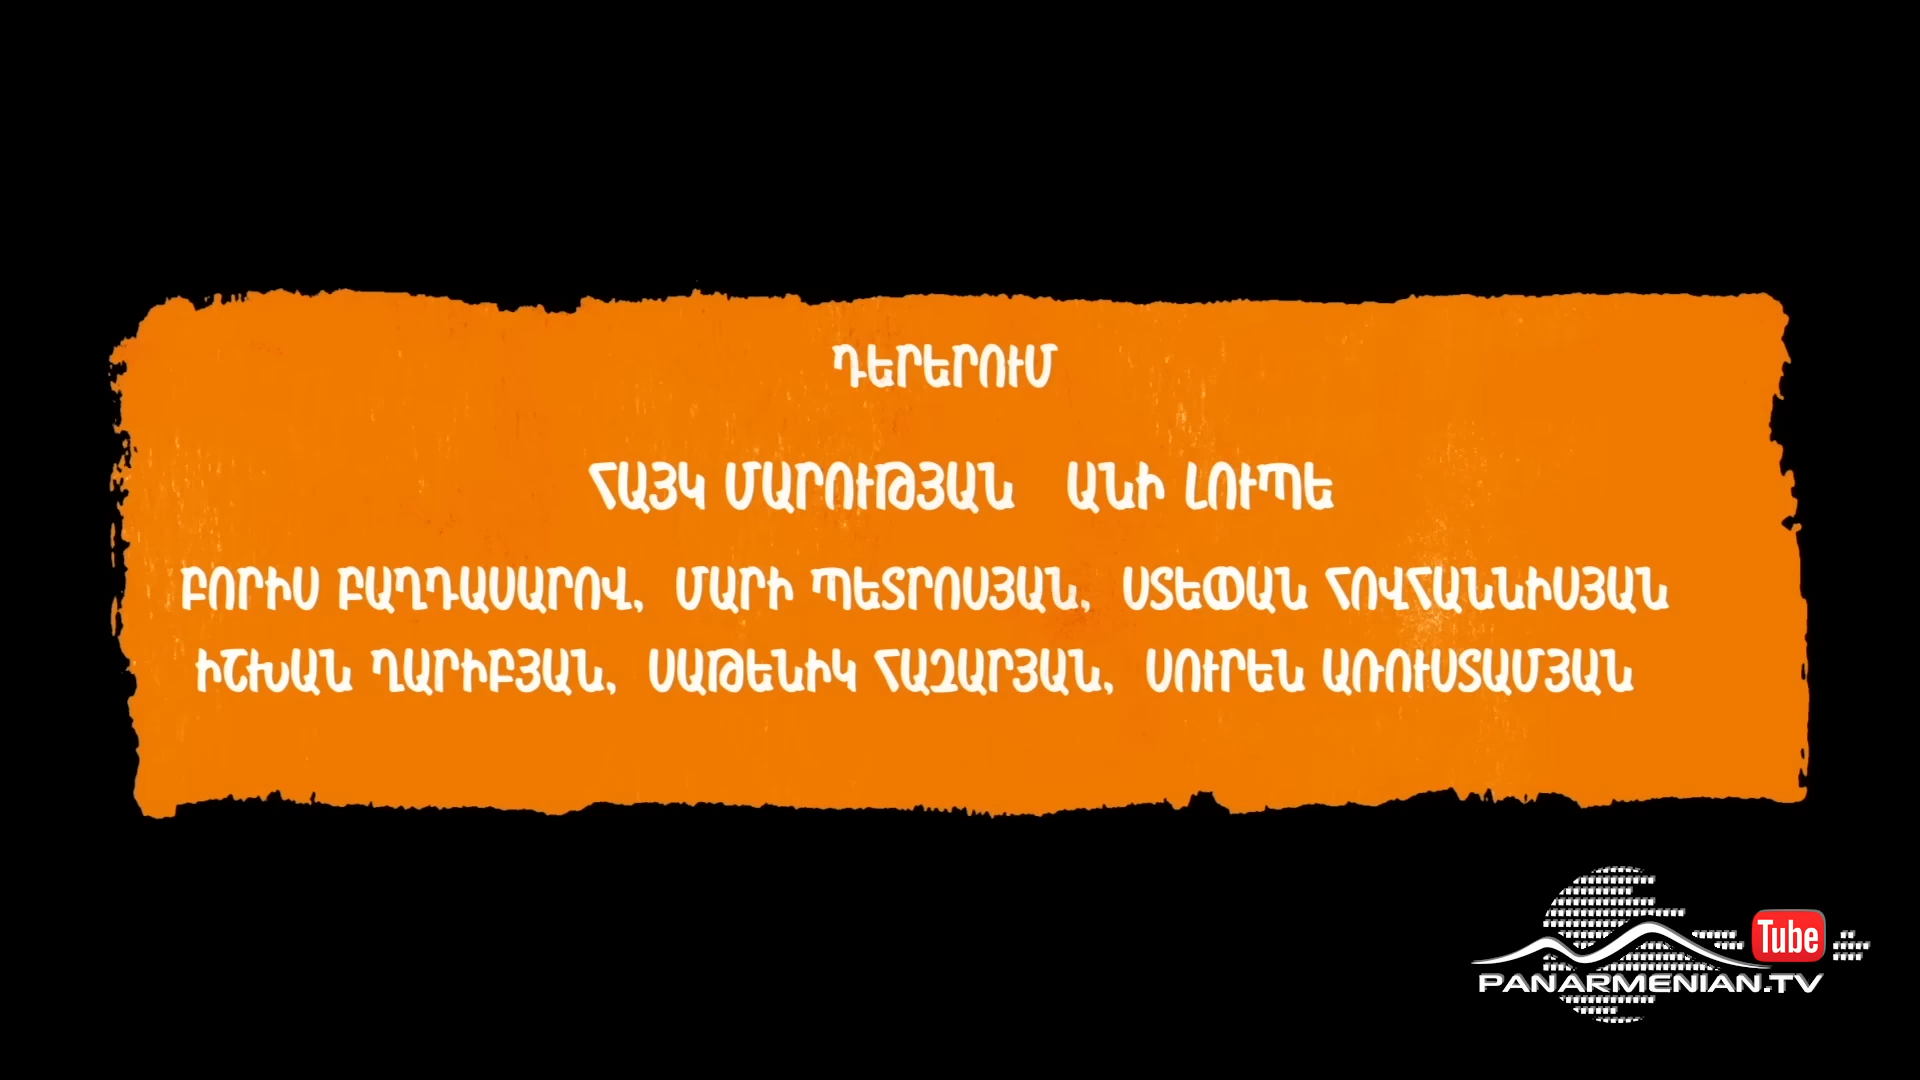 ԴԵՐԵՐՈՒՄ
ՀԱՅԿ ՄԱՐՈՒԹՅԱՆ ԱՆԻ ԼՈՒՊԵ
ԲՈՐԻՍ ԲԱՂԴԱՍԱՐՈՎ, ՄԱՐԻ ՊԵՏՐՈՍՅԱՆ, ՍՏԵՓԱՆ ՀՈՎՀԱՆՆԻՍՅԱՆ
ԻՇԽԱՆ ՂԱՐԻԲՅԱՆ, ՍԱԹԵՆԻԿ ՀԱԶԱՐՅԱՆ, ՍՈՒՐԵՆ ԱՌՈՒՍՏԱՄՅԱՆ
Tube
PANARMENIAN.TV